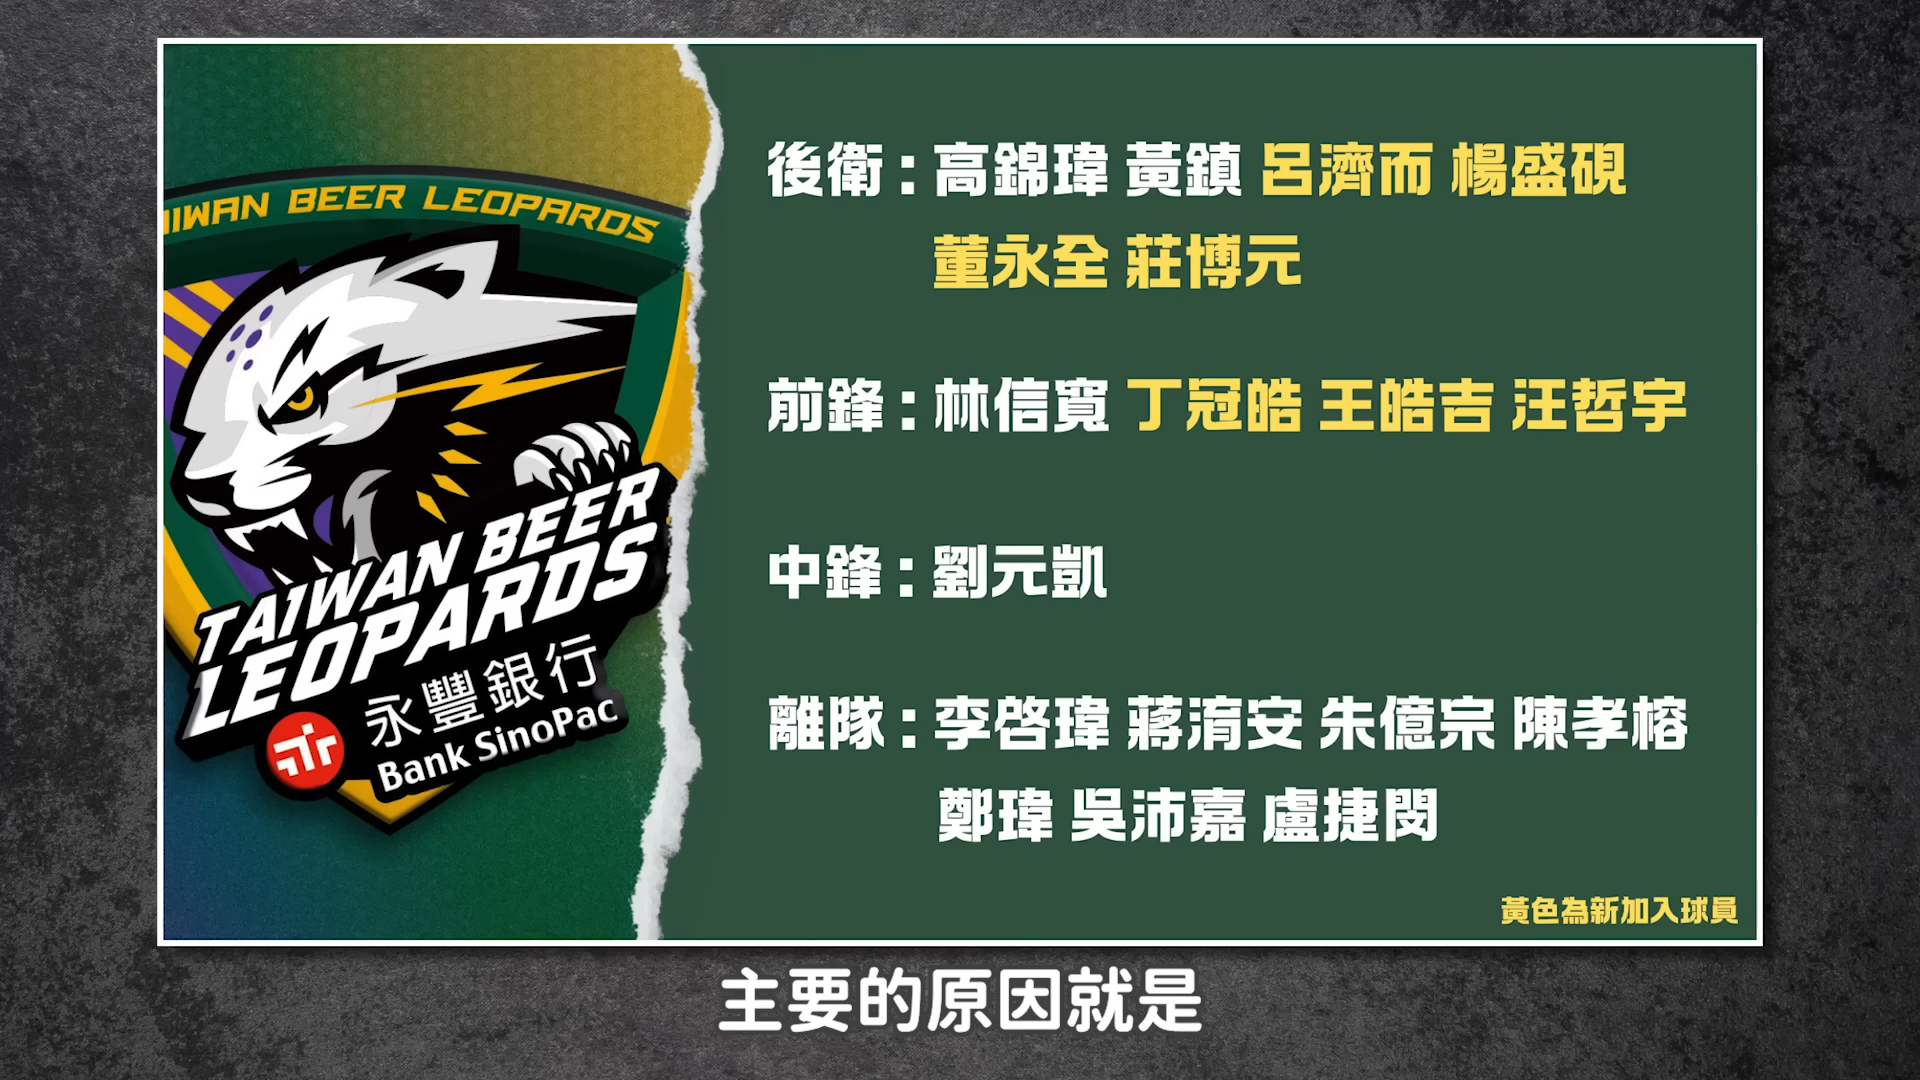 IWAN BEER LEOPARDS
TAIWAN BEER
LEOPARDS
永豐銀行
Bank SinoPac
後衛：高錦瑋 黃鎮 呂濟而 楊盛硯
董永全 莊博元
前鋒：林信寬 丁冠皓 王皓吉 汪哲宇
中鋒：劉元凱
離隊：李啓瑋 蔣淯安 朱億宗 陳孝榕
鄭瑋 吳沛嘉 盧捷閔
黃色為新加入球員
主要的原因就是